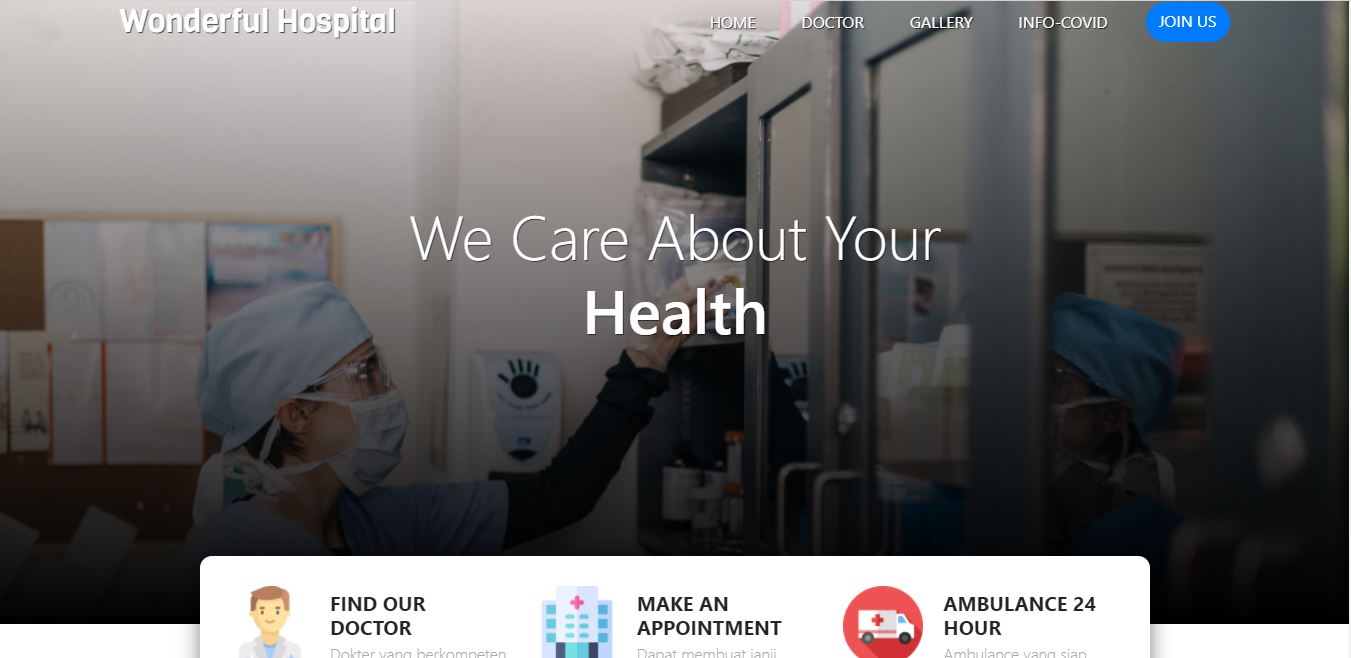 Wonderful Hospital
HOME DOCTOR GALLERY INFO-COVID JOIN US
We Care About Your
Health
FIND OUR
DOCTOR
Dokter yang berkompeten
MAKE AN
APPOINTMENT
Dapat membuat janji
AMBULANCE 24
HOUR
Ambulance yang siap